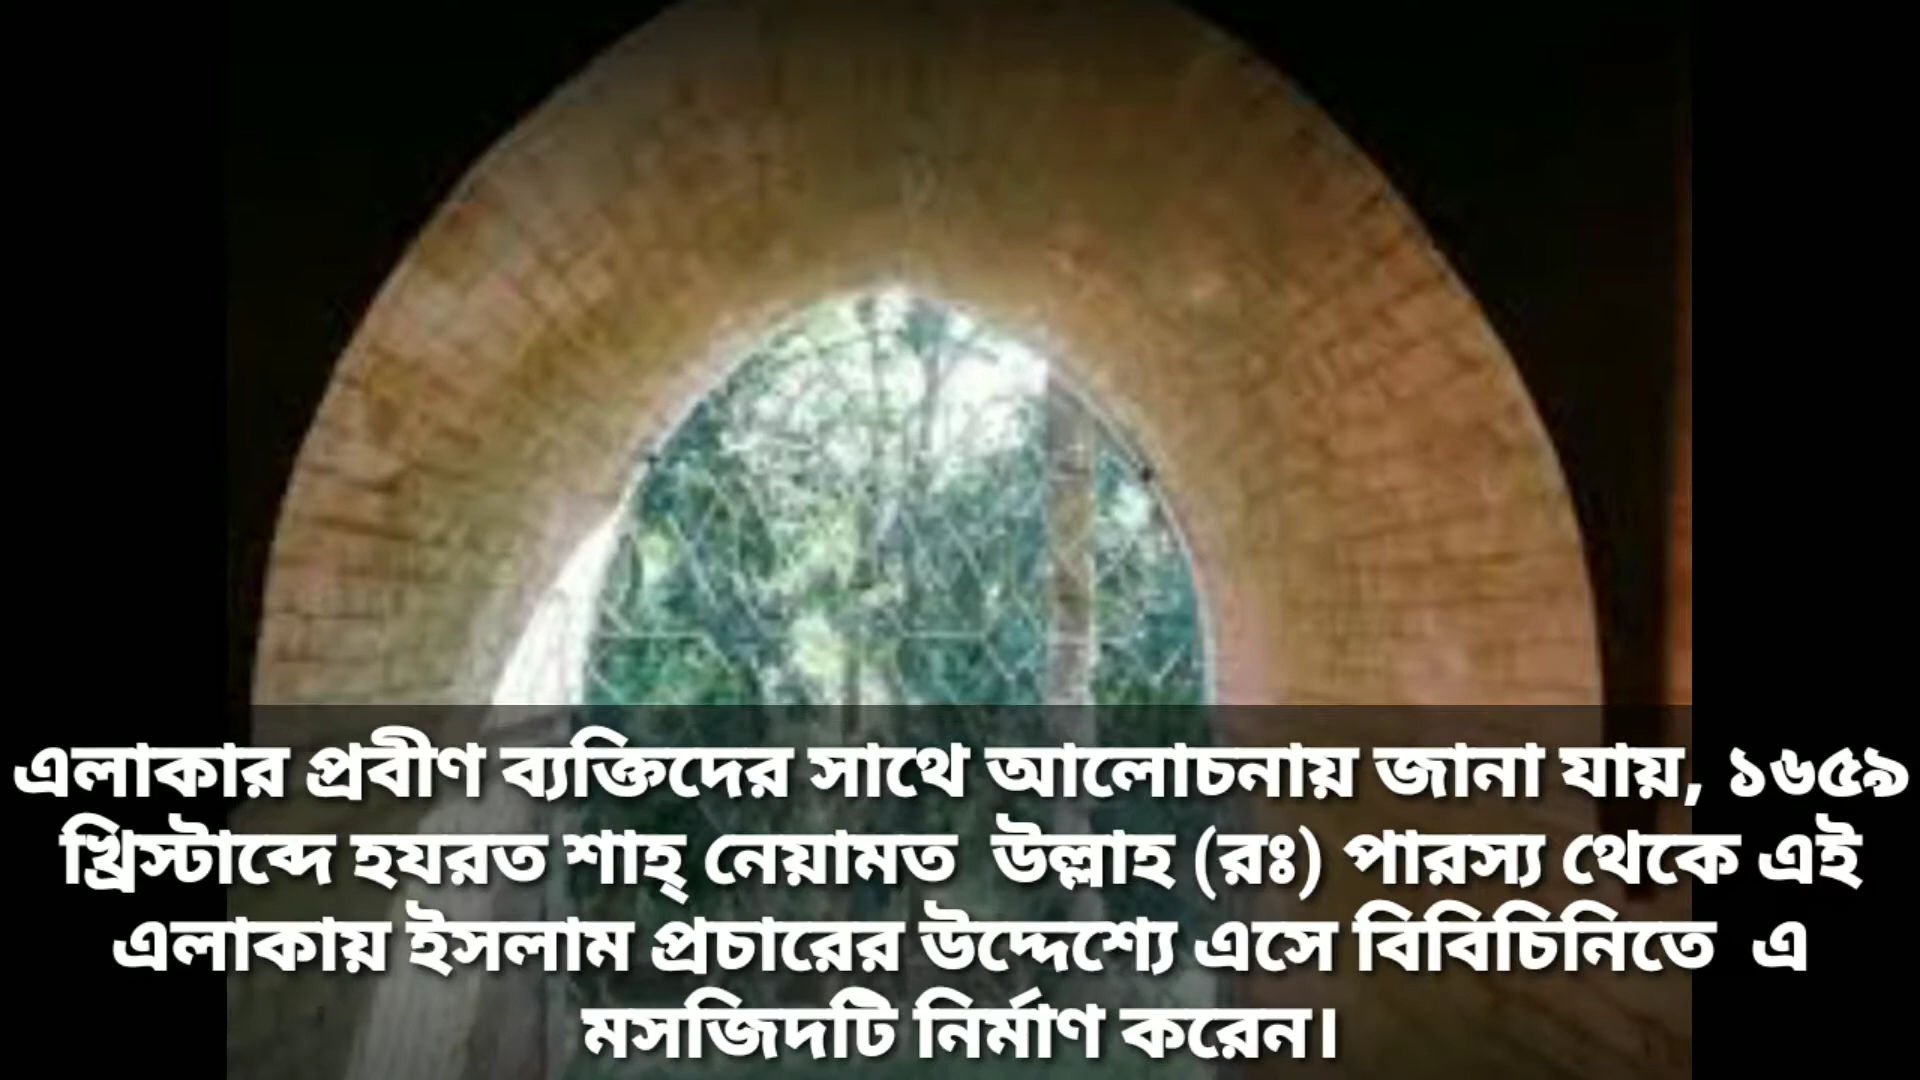 এলাকার প্রবীণ ব্যক্তিদের সাথে আলোচনায় জানা যায়, ১৬৫৯
খ্রিস্টাব্দে হযরত শাহ্ নেয়ামত  উল্লাহ (রঃ) পারস্য থেকে এই
এলাকায় ইসলাম প্রচারের উদ্দেশ্যে এসে বিবিচিনিতে  এ
মসজিদটি নির্মাণ করেন।